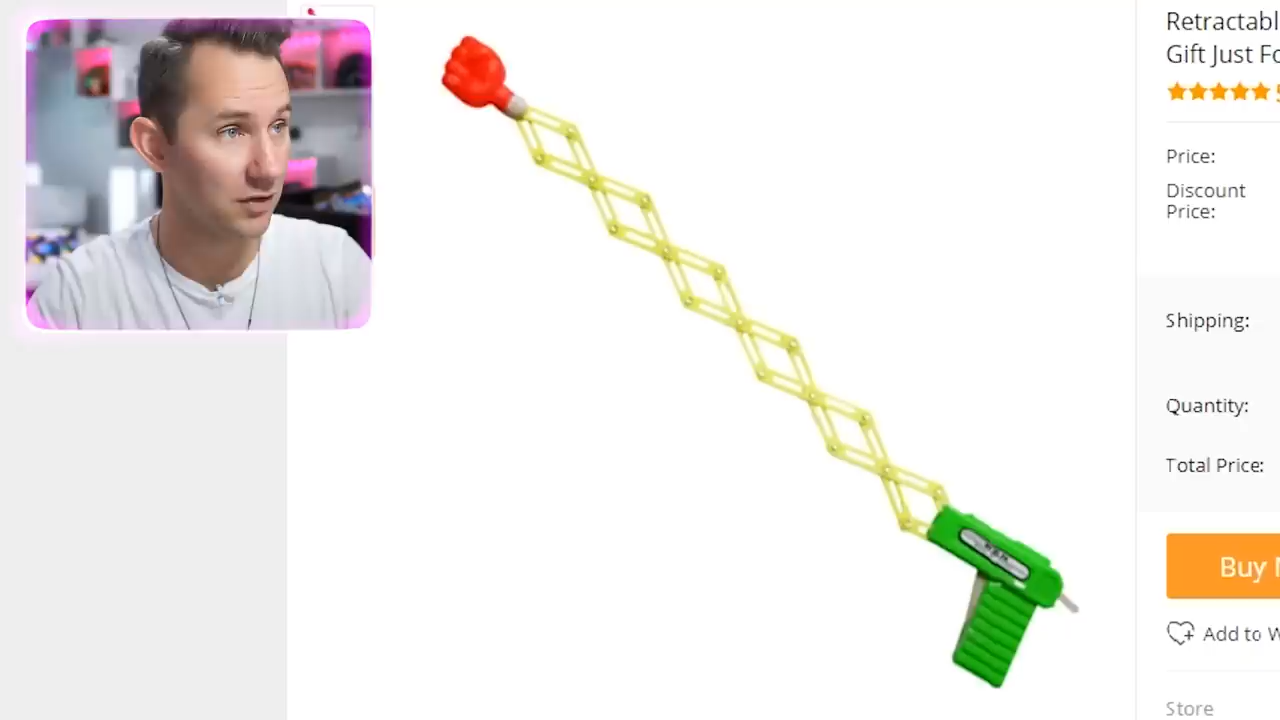 Retractabl
Gift Just Fo
Price:
Discount
Price:
Shipping:
Quantity:
Total Price:
Buy
Add to W
Store